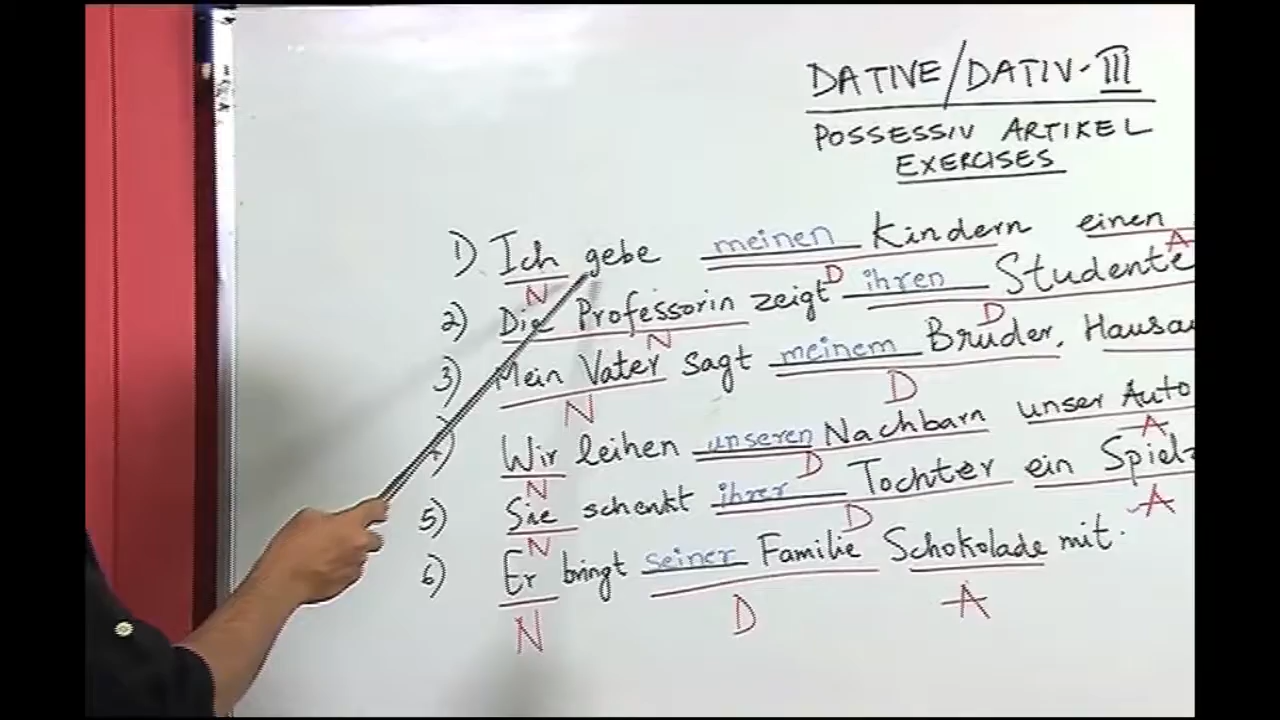 DATIVE/DATIV-III
POSSESSIV ARTIKEL
EXERCISES
1) Ich gebe meinen Kindern einen
N D A
2) Die Professorin zeigt ihren Studente
N D
3) Mein Vater sagt meinem Bruder, Hausa
N D
4) Wir leihen unseren Nachbarn unser Auto
N D A
5) Sie schenkt ihrer Tochter ein Spielz
N D A
6) Er bringt seiner Familie Schokolade mit.
N D A